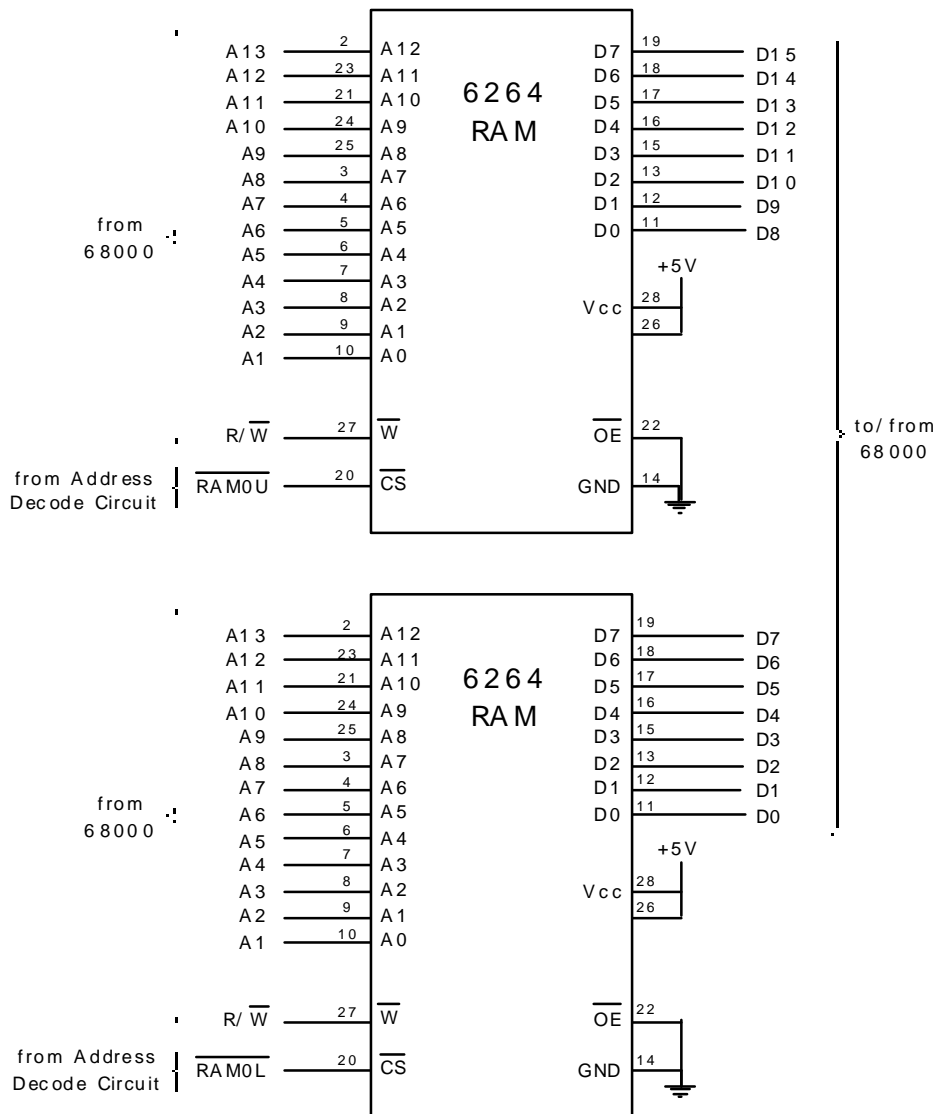 A13 2 A12 D7 19 D15
A12 23 A11 D6 18 D14
A11 21 A10 6264 D5 17 D13
A10 24 A9 RAM D4 16 D12
A9 25 A8 D3 15 D11
A8 3 A7 D2 13 D10
A7 4 A6 D1 12 D9
A6 5 A5 D0 11 D8
from
68000
A5 6 A4
A4 7 A3 +5V
A3 8 A2 Vcc 28
A2 9 A1 26
A1 10 A0
R/W 27 W OE 22
to/from
68000
from Address
Decode Circuit
RAM0U 20 CS GND 14
A13 2 A12 D7 19 D7
A12 23 A11 D6 18 D6
A11 21 A10 6264 D5 17 D5
A10 24 A9 RAM D4 16 D4
A9 25 A8 D3 15 D3
A8 3 A7 D2 13 D2
A7 4 A6 D1 12 D1
A6 5 A5 D0 11 D0
from
68000
A5 6 A4
A4 7 A3 +5V
A3 8 A2 Vcc 28
A2 9 A1 26
A1 10 A0
R/W 27 W OE 22
from Address
Decode Circuit
RAM0L 20 CS GND 14